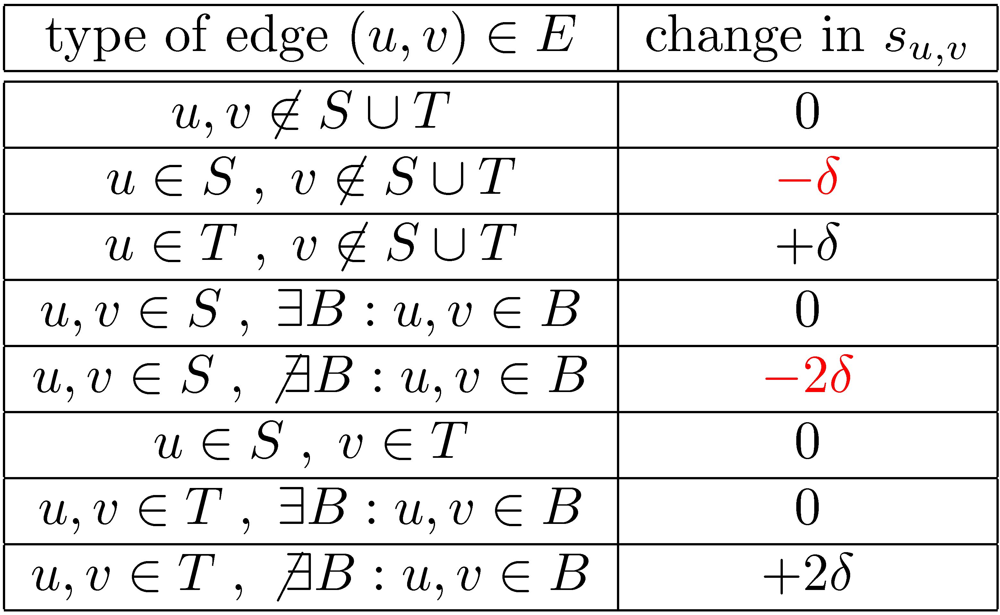 type of edge (u, v) ∈ E change in s_{u,v}
u, v ∉ S ∪ T 0
u ∈ S , v ∉ S ∪ T −δ
u ∈ T , v ∉ S ∪ T +δ
u, v ∈ S , ∃B : u, v ∈ B 0
u, v ∈ S , ∄B : u, v ∈ B −2δ
u ∈ S , v ∈ T 0
u, v ∈ T , ∃B : u, v ∈ B 0
u, v ∈ T , ∄B : u, v ∈ B +2δ